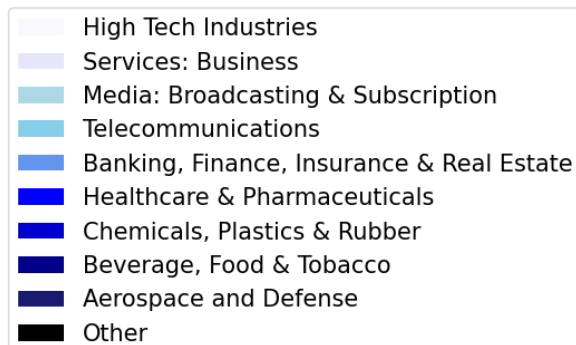 High Tech Industries
Services: Business
Media: Broadcasting & Subscription
Telecommunications
Banking, Finance, Insurance & Real Estate
Healthcare & Pharmaceuticals
Chemicals, Plastics & Rubber
Beverage, Food & Tobacco
Aerospace and Defense
Other